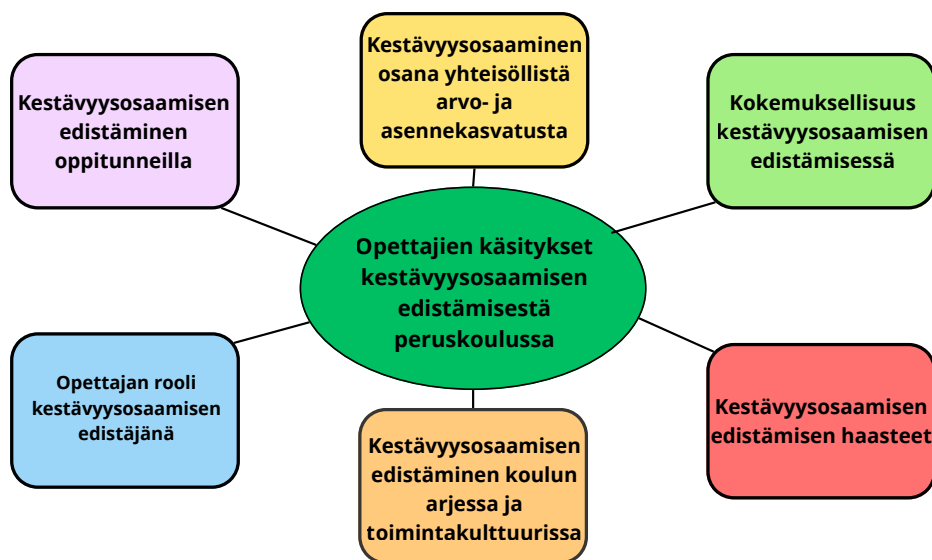 Kestävyysosaamisen
edistäminen
oppitunneilla
Kestävyysosaaminen
osana yhteisöllistä
arvo- ja
asennekasvatusta
Kokemuksellisuus
kestävyysosaamisen
edistämisessä
Opettajien käsitykset
kestävyysosaamisen
edistämisestä
peruskoulussa
Opettajan rooli
kestävyysosaamisen
edistäjänä
Kestävyysosaamisen
edistäminen koulun
arjessa ja
toimintakulttuurissa
Kestävyysosaamisen
edistämisen haasteet